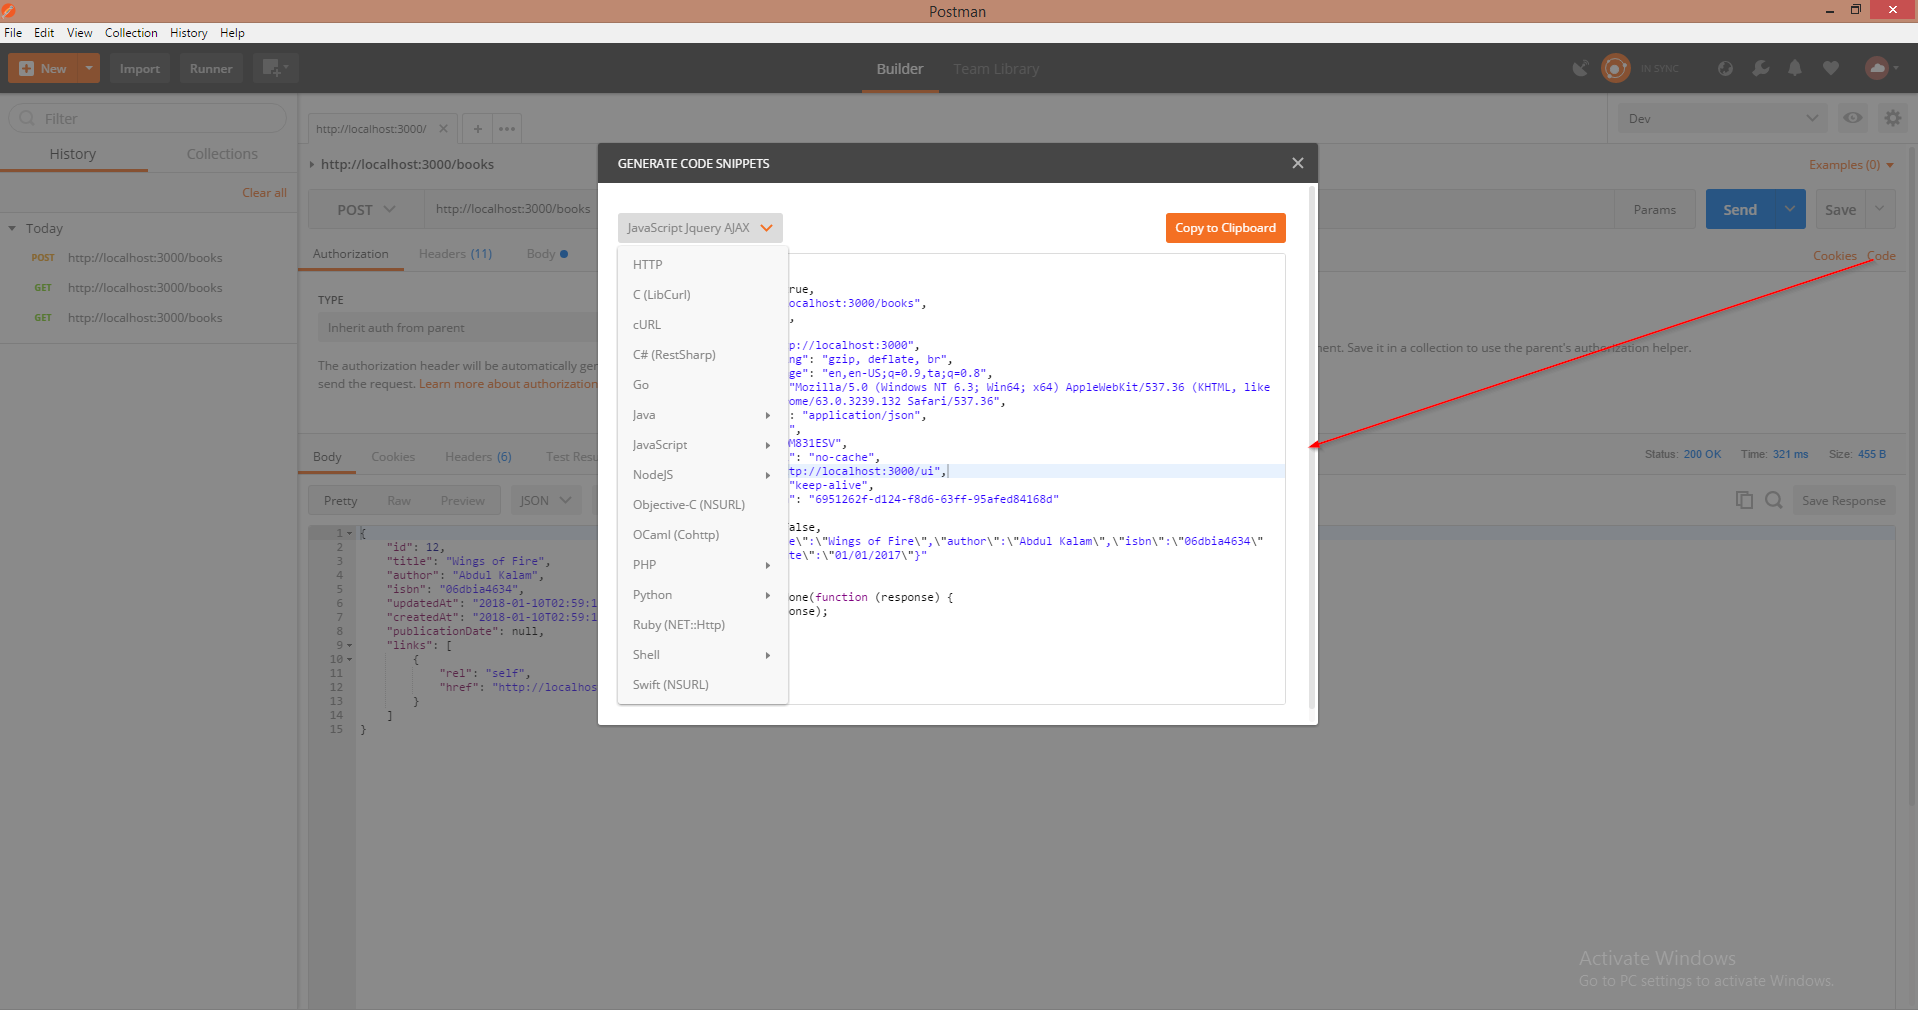 Postman
File Edit View Collection History Help
New Import Runner Builder Team Library IN SYNC
Filter
http://localhost:3000/ Dev
History Collections
http://localhost:3000/books Examples (0)
Clear all
POST http://localhost:3000/books Params Send Save
Today
Authorization Headers (11) Body Cookies Code
POST http://localhost:3000/books
GET http://localhost:3000/books
GET http://localhost:3000/books
TYPE
Inherit auth from parent
The authorization header will be automatically ger
nent. Save it in a collection to use the parent's authorization helper.
send the request. Learn more about authorization
Body Cookies Headers (6) Test Resu Status: 200 OK Time: 321 ms Size: 455 B
Pretty Raw Preview JSON Save Response
1 {
2 "id": 12,
3 "title": "Wings of Fire",
4 "author": "Abdul Kalam",
5 "isbn": "06dbia4634",
6 "updatedAt": "2018-01-10T02:59:1
7 "createdAt": "2018-01-10T02:59:1
8 "publicationDate": null,
9 "links": [
10 {
11 "rel": "self",
12 "href": "http://localhos
13 }
14 ]
15 }
GENERATE CODE SNIPPETS
JavaScript Jquery AJAX Copy to Clipboard
HTTP
C (LibCurl)
cURL
C# (RestSharp)
Go
Java
JavaScript
NodeJS
Objective-C (NSURL)
OCaml (Cohttp)
PHP
Python
Ruby (NET::Http)
Shell
Swift (NSURL)
rue,
ocalhost:3000/books",
,
p://localhost:3000",
ng": "gzip, deflate, br",
ge": "en,en-US;q=0.9,ta;q=0.8",
"Mozilla/5.0 (Windows NT 6.3; Win64; x64) AppleWebKit/537.36 (KHTML, like
ome/63.0.3239.132 Safari/537.36",
: "application/json",
",
M831ESV",
": "no-cache",
tp://localhost:3000/ui",
"keep-alive",
": "6951262f-d124-f8d6-63ff-95afed84168d"
alse,
e\":\"Wings of Fire\",\"author\":\"Abdul Kalam\",\"isbn\":\"06dbia4634\"
te\":\"01/01/2017\"}"
one(function (response) {
onse);
Activate Windows
Go to PC settings to activate Windows.